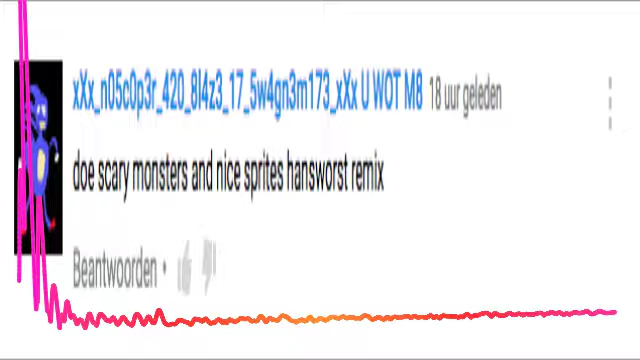 xXx_n05c0p3r_420_8l4z3_17_5w4gn3m173_xXx U WOT M8 18 uur geleden
doe scary monsters and nice sprites hansworst remix
Beantwoorden •